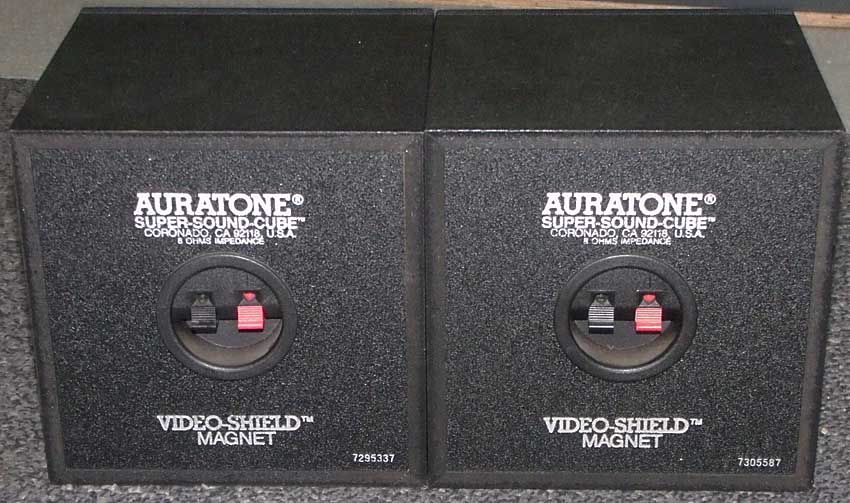 AURATONE®
SUPER-SOUND-CUBE™
CORONADO, CA 92118, U.S.A.
8 OHMS IMPEDANCE
VIDEO-SHIELD™
MAGNET
7295337
AURATONE®
SUPER-SOUND-CUBE™
CORONADO, CA 92118, U.S.A.
8 OHMS IMPEDANCE
VIDEO-SHIELD™
MAGNET
7305587